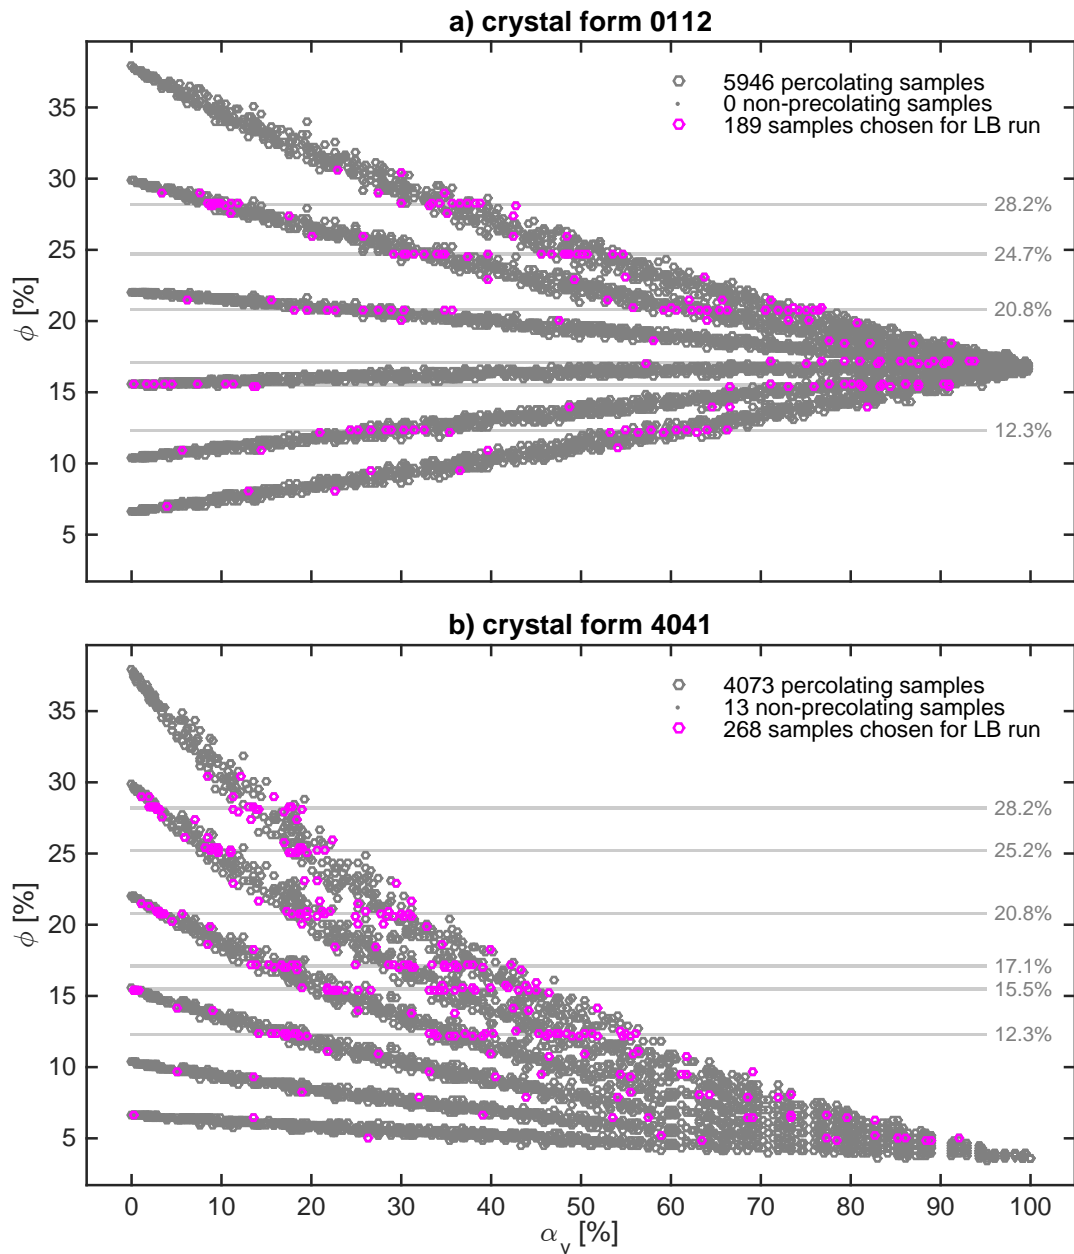 a) crystal form 0112
35
30
25
20
15
10
5
ϕ [%]
5946 percolating samples
0 non-precolating samples
189 samples chosen for LB run
28.2%
24.7%
20.8%
12.3%
b) crystal form 4041
35
30
25
20
15
10
5
ϕ [%]
4073 percolating samples
13 non-precolating samples
268 samples chosen for LB run
28.2%
25.2%
20.8%
17.1%
15.5%
12.3%
0 10 20 30 40 50 60 70 80 90 100
α_v [%]